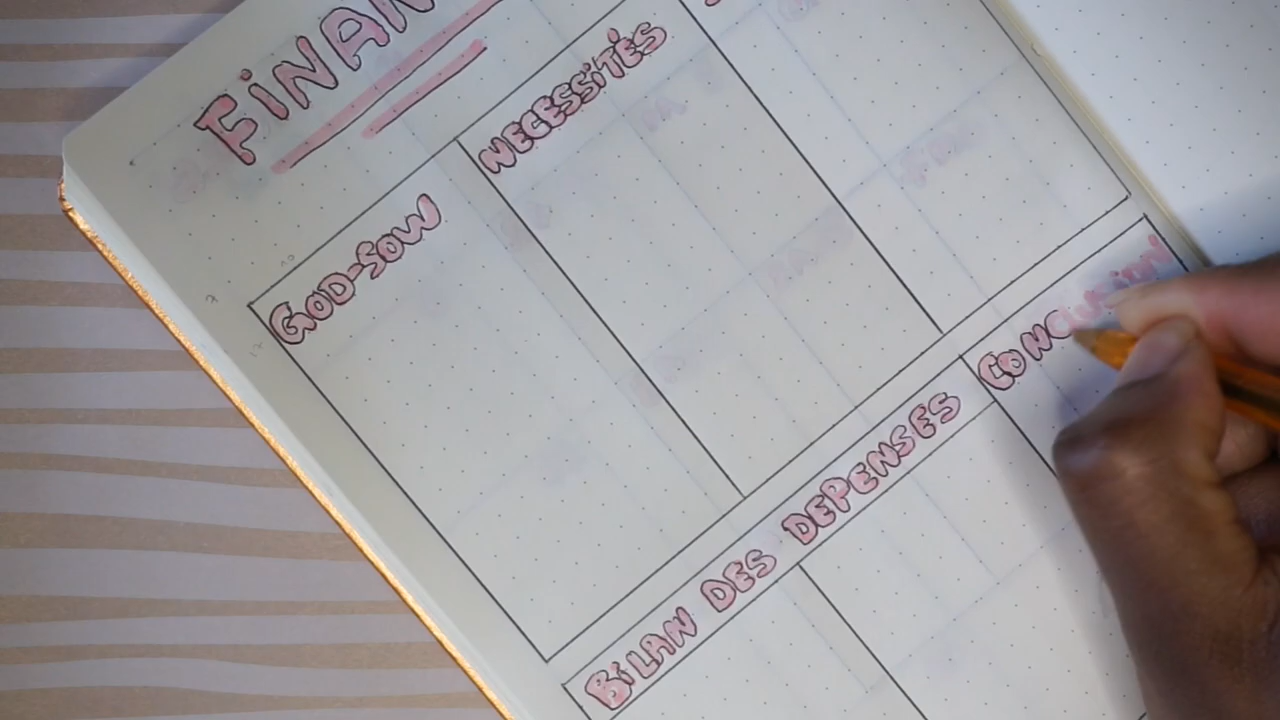 FINAN
GOD-SOW
NECESSITÉS
BILAN DES DEPENSES
CONCLUSION